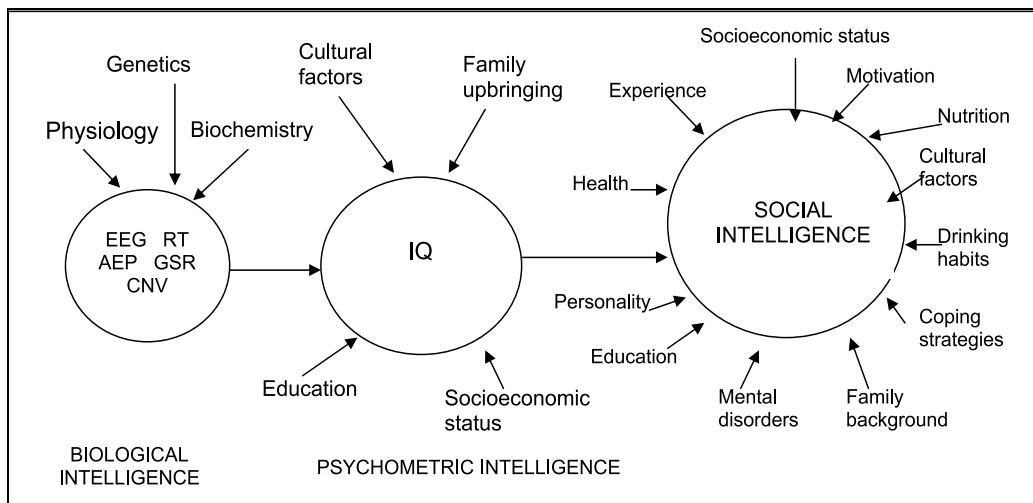 Genetics
Physiology
Biochemistry
EEG RT
AEP GSR
CNV
BIOLOGICAL
INTELLIGENCE
Cultural
factors
Family
upbringing
IQ
Education
Socioeconomic
status
PSYCHOMETRIC INTELLIGENCE
Socioeconomic status
Experience
Motivation
Nutrition
Health
Cultural
factors
SOCIAL
INTELLIGENCE
Drinking
habits
Personality
Coping
strategies
Education
Mental
disorders
Family
background